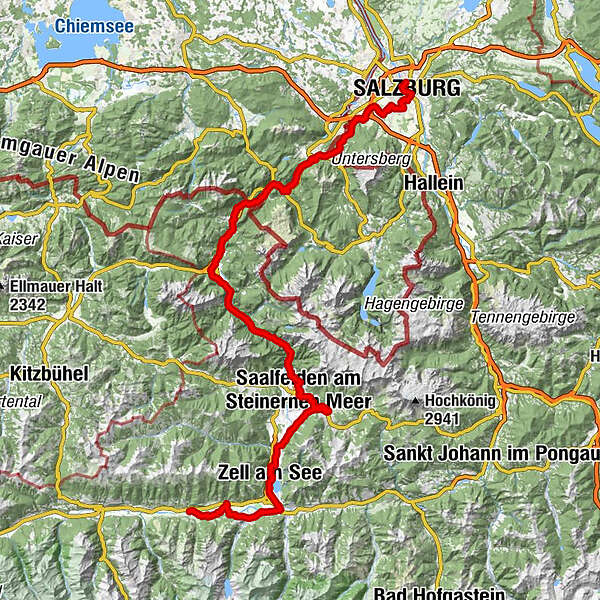 Chiemsee
SALZBURG
mgauer Alpen
Untersberg
Hallein
Kaiser
Ellmauer Halt
2342
Hagengebirge
Tennengebirge
Kitzbühel
Saalfelden am
Steinernen Meer
Hochkönig
2941
H
rtental
Sankt Johann im Pongau
Zell am See
Bad Hofgastein